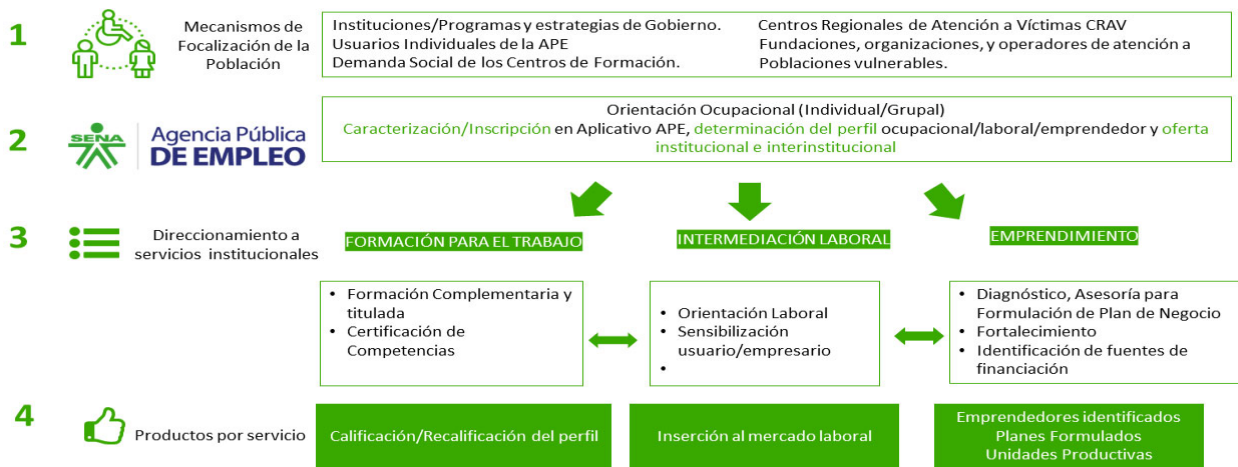 1
Mecanismos de
Focalización de la
Población
Instituciones/Programas y estrategias de Gobierno.
Usuarios Individuales de la APE
Demanda Social de los Centros de Formación.
Centros Regionales de Atención a Víctimas CRAV
Fundaciones, organizaciones, y operadores de atención a
Poblaciones vulnerables.
2
SENA
Agencia Pública
DE EMPLEO
Orientación Ocupacional (Individual/Grupal)
Caracterización/Inscripción en Aplicativo APE, determinación del perfil ocupacional/laboral/emprendedor y oferta
institucional e interinstitucional
3
Direccionamiento a
servicios institucionales
FORMACIÓN PARA EL TRABAJO
INTERMEDIACIÓN LABORAL
EMPRENDIMIENTO
• Formación Complementaria y
titulada
• Certificación de
Competencias
• Orientación Laboral
• Sensibilización
usuario/empresario
•
• Diagnóstico, Asesoría para
Formulación de Plan de Negocio
• Fortalecimiento
• Identificación de fuentes de
financiación
4
Productos por servicio
Calificación/Recalificación del perfil
Inserción al mercado laboral
Emprendedores identificados
Planes Formulados
Unidades Productivas